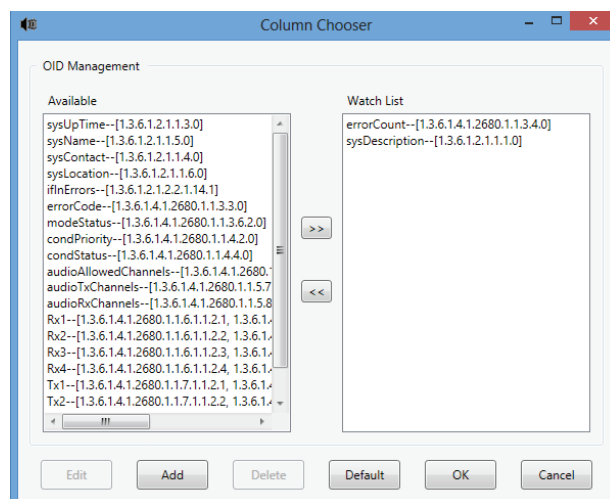 Column Chooser
OID Management
Available
Watch List
sysUpTime--[1.3.6.1.2.1.1.3.0]
sysName--[1.3.6.1.2.1.1.5.0]
sysContact--[1.3.6.1.2.1.1.4.0]
sysLocation--[1.3.6.1.2.1.1.6.0]
ifInErrors--[1.3.6.1.2.1.2.2.1.14.1]
errorCode--[1.3.6.1.4.1.2680.1.1.3.3.0]
modeStatus--[1.3.6.1.4.1.2680.1.1.3.6.2.0]
condPriority--[1.3.6.1.4.1.2680.1.1.4.2.0]
condStatus--[1.3.6.1.4.1.2680.1.1.4.4.0]
audioAllowedChannels--[1.3.6.1.4.1.2680.1
audioTxChannels--[1.3.6.1.4.1.2680.1.1.5.7
audioRxChannels--[1.3.6.1.4.1.2680.1.1.5.8
Rx1--[1.3.6.1.4.1.2680.1.1.6.1.1.2.1, 1.3.6.1.4
Rx2--[1.3.6.1.4.1.2680.1.1.6.1.1.2.2, 1.3.6.1.4
Rx3--[1.3.6.1.4.1.2680.1.1.6.1.1.2.3, 1.3.6.1.4
Rx4--[1.3.6.1.4.1.2680.1.1.6.1.1.2.4, 1.3.6.1.4
Tx1--[1.3.6.1.4.1.2680.1.1.7.1.1.2.1, 1.3.6.1.4
Tx2--[1.3.6.1.4.1.2680.1.1.7.1.1.2.2, 1.3.6.1.4
errorCount--[1.3.6.1.4.1.2680.1.1.3.4.0]
sysDescription--[1.3.6.1.2.1.1.1.0]
>>
<<
Edit
Add
Delete
Default
OK
Cancel